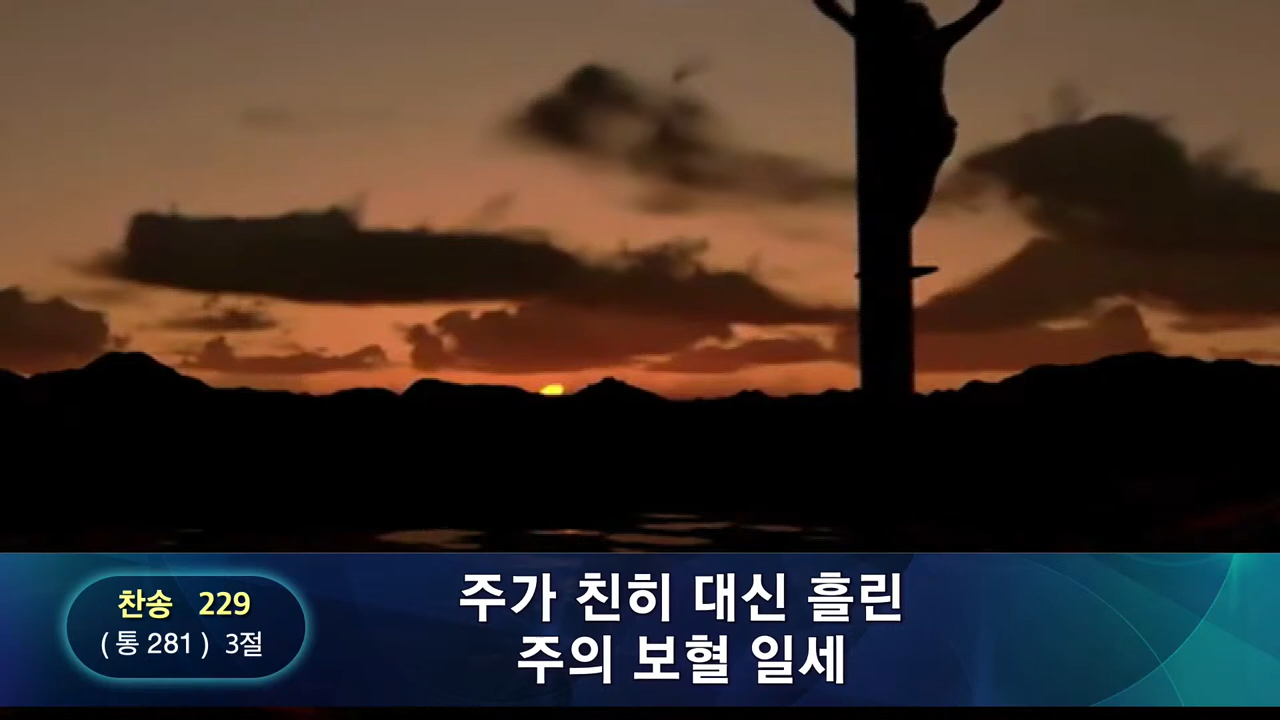 찬송 229
( 통 281 ) 3절
주가 친히 대신 흘린
주의 보혈 일세